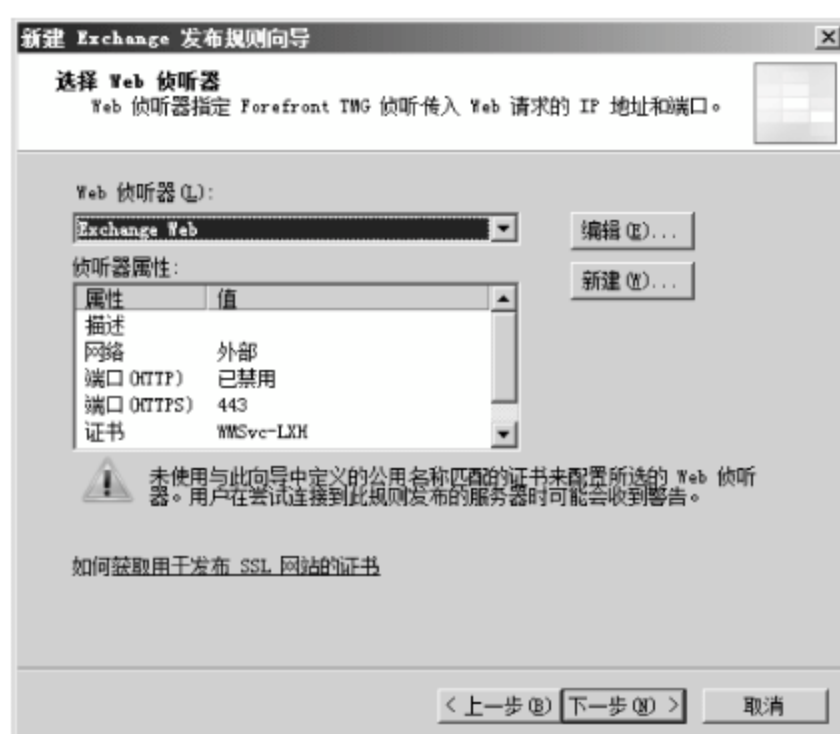 新建 Exchange 发布规则向导
选择 Web 侦听器
Web 侦听器指定 Forefront TMG 侦听传入 Web 请求的 IP 地址和端口。
Web 侦听器(L):
Exchange Web
编辑(E)...
侦听器属性:
新建(W)...
属性 值
描述
网络 外部
端口(HTTP) 已禁用
端口(HTTPS) 443
证书 WMSvc-LXH
未使用与此向导中定义的公用名称匹配的证书来配置所选的 Web 侦听
器。用户在尝试连接到此规则发布的服务器时可能会收到警告。
如何获取用于发布 SSL 网站的证书
< 上一步(B) 下一步(N) > 取消